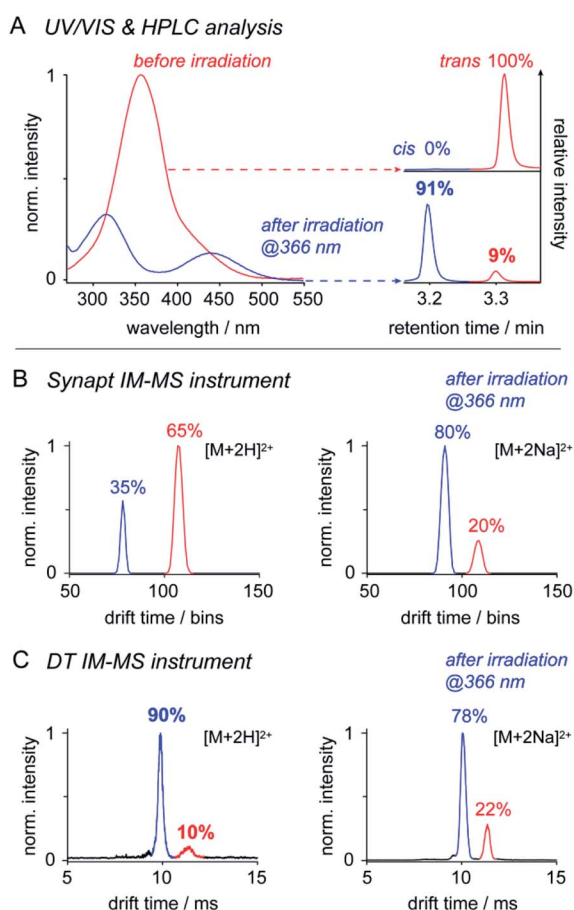 A UV/VIS & HPLC analysis
before irradiation
trans 100%
cis 0%
1
norm. intensity
0
300 350 400 450 500 550
wavelength / nm
after irradiation
@366 nm
91%
9%
relative intensity
3.2 3.3
retention time / min
B Synapt IM-MS instrument
after irradiation
@366 nm
1
norm. intensity
0
35%
65%
[M+2H]²⁺
50 100 150
drift time / bins
1
norm. intensity
0
80%
20%
[M+2Na]²⁺
50 100 150
drift time / bins
C DT IM-MS instrument
after irradiation
@366 nm
1
norm. intensity
0
90%
10%
[M+2H]²⁺
5 10 15
drift time / ms
1
norm. intensity
0
78%
22%
[M+2Na]²⁺
5 10 15
drift time / ms